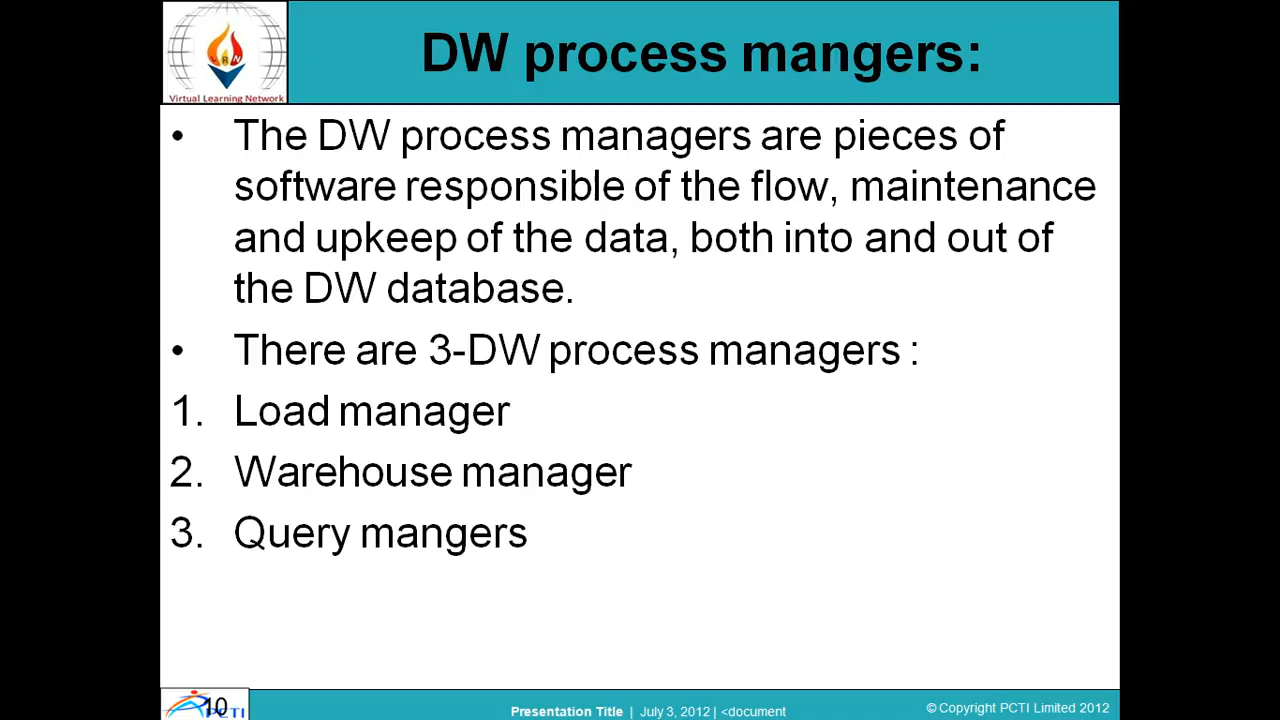 DW process mangers:
Virtual Learning Network
• The DW process managers are pieces of
software responsible of the flow, maintenance
and upkeep of the data, both into and out of
the DW database.
• There are 3-DW process managers :
1. Load manager
2. Warehouse manager
3. Query mangers
10
PCTI
Presentation Title | July 3, 2012 | <document
© Copyright PCTI Limited 2012